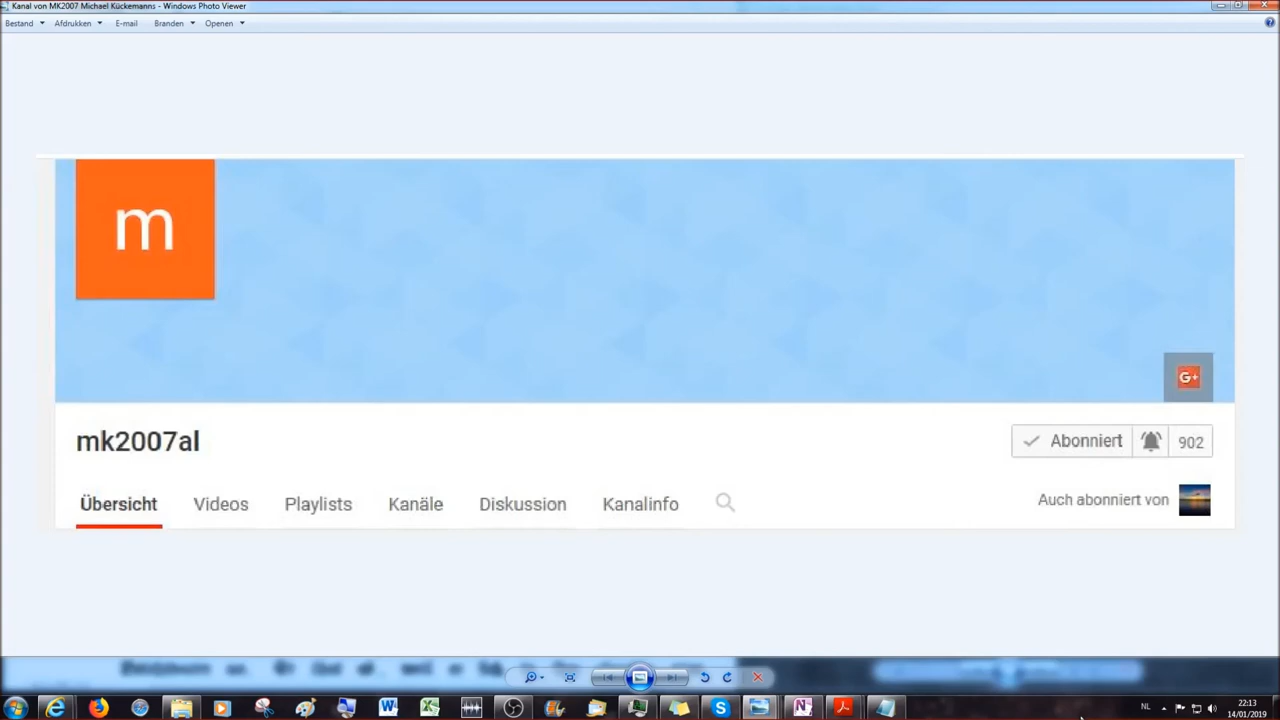 Kanal von MK2007 Michael Kückemanns - Windows Photo Viewer
Bestand Afdrukken E-mail Branden Openen
m
G+
mk2007al
Abonniert 902
Übersicht Videos Playlists Kanäle Diskussion Kanalinfo
Auch abonniert von
NL
22:13
14/01/2019